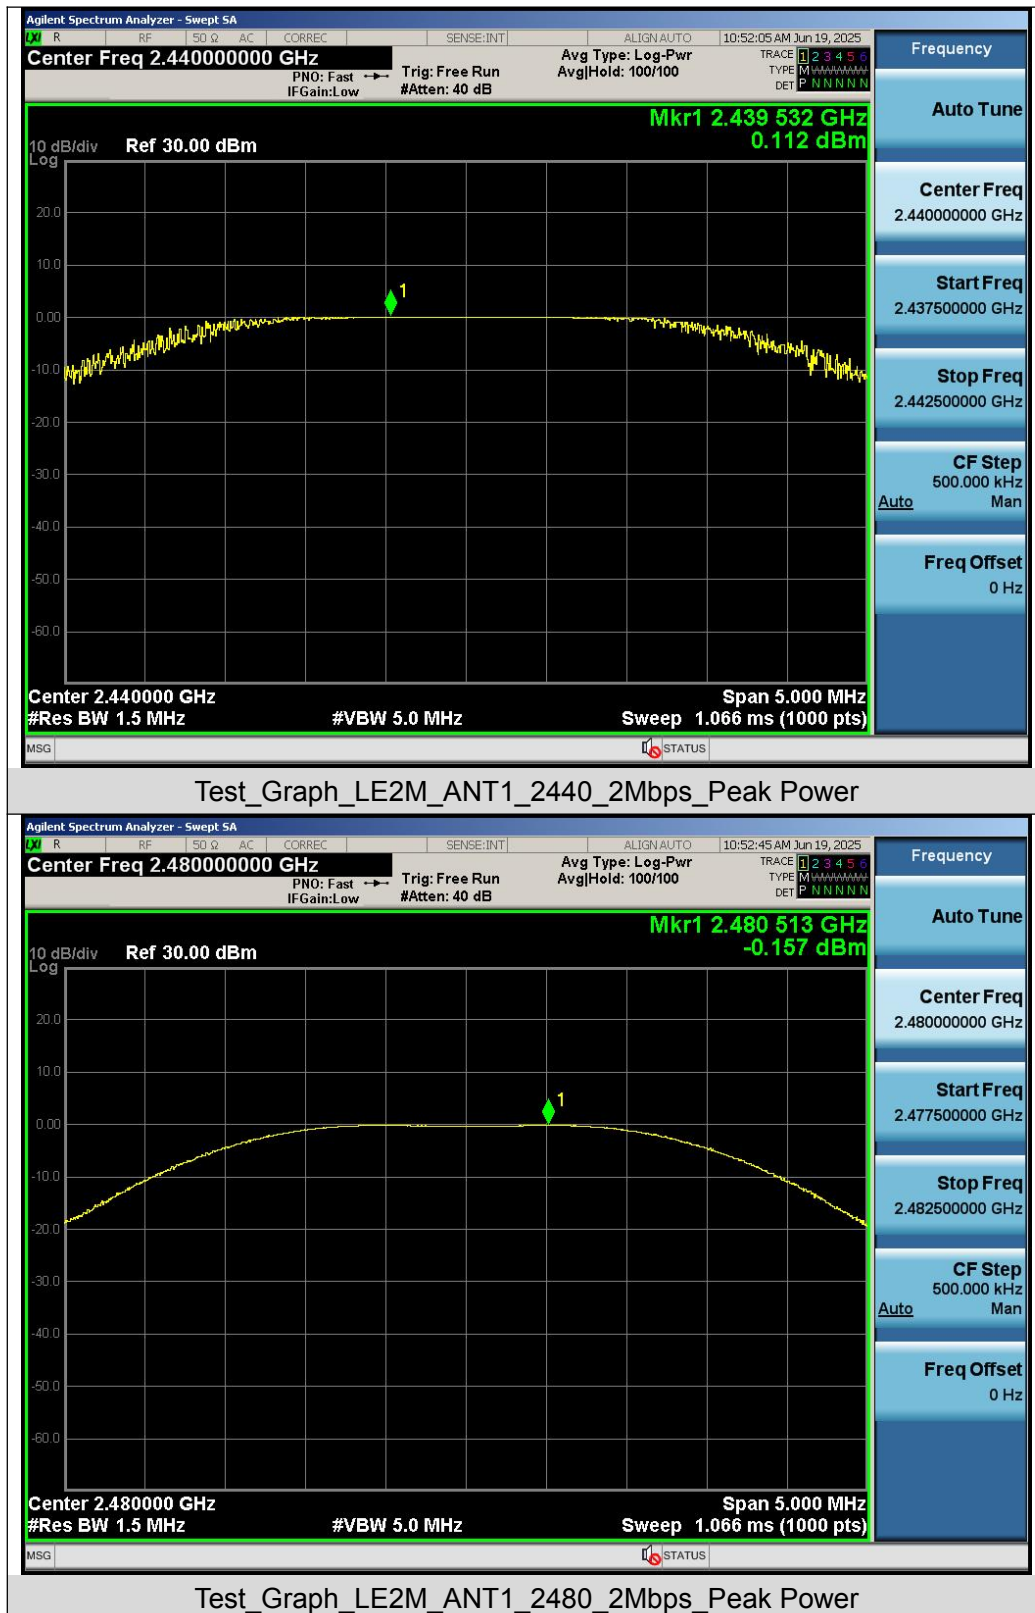 Agilent Spectrum Analyzer - Swept SA
LXI R RF 50 Ω AC CORREC SENSE:INT ALIGN AUTO 10:52:05 AM Jun 19, 2025
Center Freq 2.440000000 GHz
PNO: Fast
IFGain:Low
Trig: Free Run
#Atten: 40 dB
Avg Type: Log-Pwr
Avg|Hold: 100/100
TRACE 1 2 3 4 5 6
TYPE M
DET P N N N N N
Mkr1 2.439 532 GHz
0.112 dBm
10 dB/div Ref 30.00 dBm
Log
20.0
10.0
1
0.00
-10.0
-20.0
-30.0
-40.0
-50.0
-60.0
Center 2.440000 GHz Span 5.000 MHz
#Res BW 1.5 MHz #VBW 5.0 MHz Sweep 1.066 ms (1000 pts)
MSG STATUS
Frequency
Auto Tune
Center Freq
2.440000000 GHz
Start Freq
2.437500000 GHz
Stop Freq
2.442500000 GHz
CF Step
500.000 kHz
Auto Man
Freq Offset
0 Hz
Test_Graph_LE2M_ANT1_2440_2Mbps_Peak Power
Agilent Spectrum Analyzer - Swept SA
LXI R RF 50 Ω AC CORREC SENSE:INT ALIGN AUTO 10:52:45 AM Jun 19, 2025
Center Freq 2.480000000 GHz
PNO: Fast
IFGain:Low
Trig: Free Run
#Atten: 40 dB
Avg Type: Log-Pwr
Avg|Hold: 100/100
TRACE 1 2 3 4 5 6
TYPE M
DET P N N N N N
Mkr1 2.480 513 GHz
-0.157 dBm
10 dB/div Ref 30.00 dBm
Log
20.0
10.0
1
0.00
-10.0
-20.0
-30.0
-40.0
-50.0
-60.0
Center 2.480000 GHz Span 5.000 MHz
#Res BW 1.5 MHz #VBW 5.0 MHz Sweep 1.066 ms (1000 pts)
MSG STATUS
Frequency
Auto Tune
Center Freq
2.480000000 GHz
Start Freq
2.477500000 GHz
Stop Freq
2.482500000 GHz
CF Step
500.000 kHz
Auto Man
Freq Offset
0 Hz
Test_Graph_LE2M_ANT1_2480_2Mbps_Peak Power